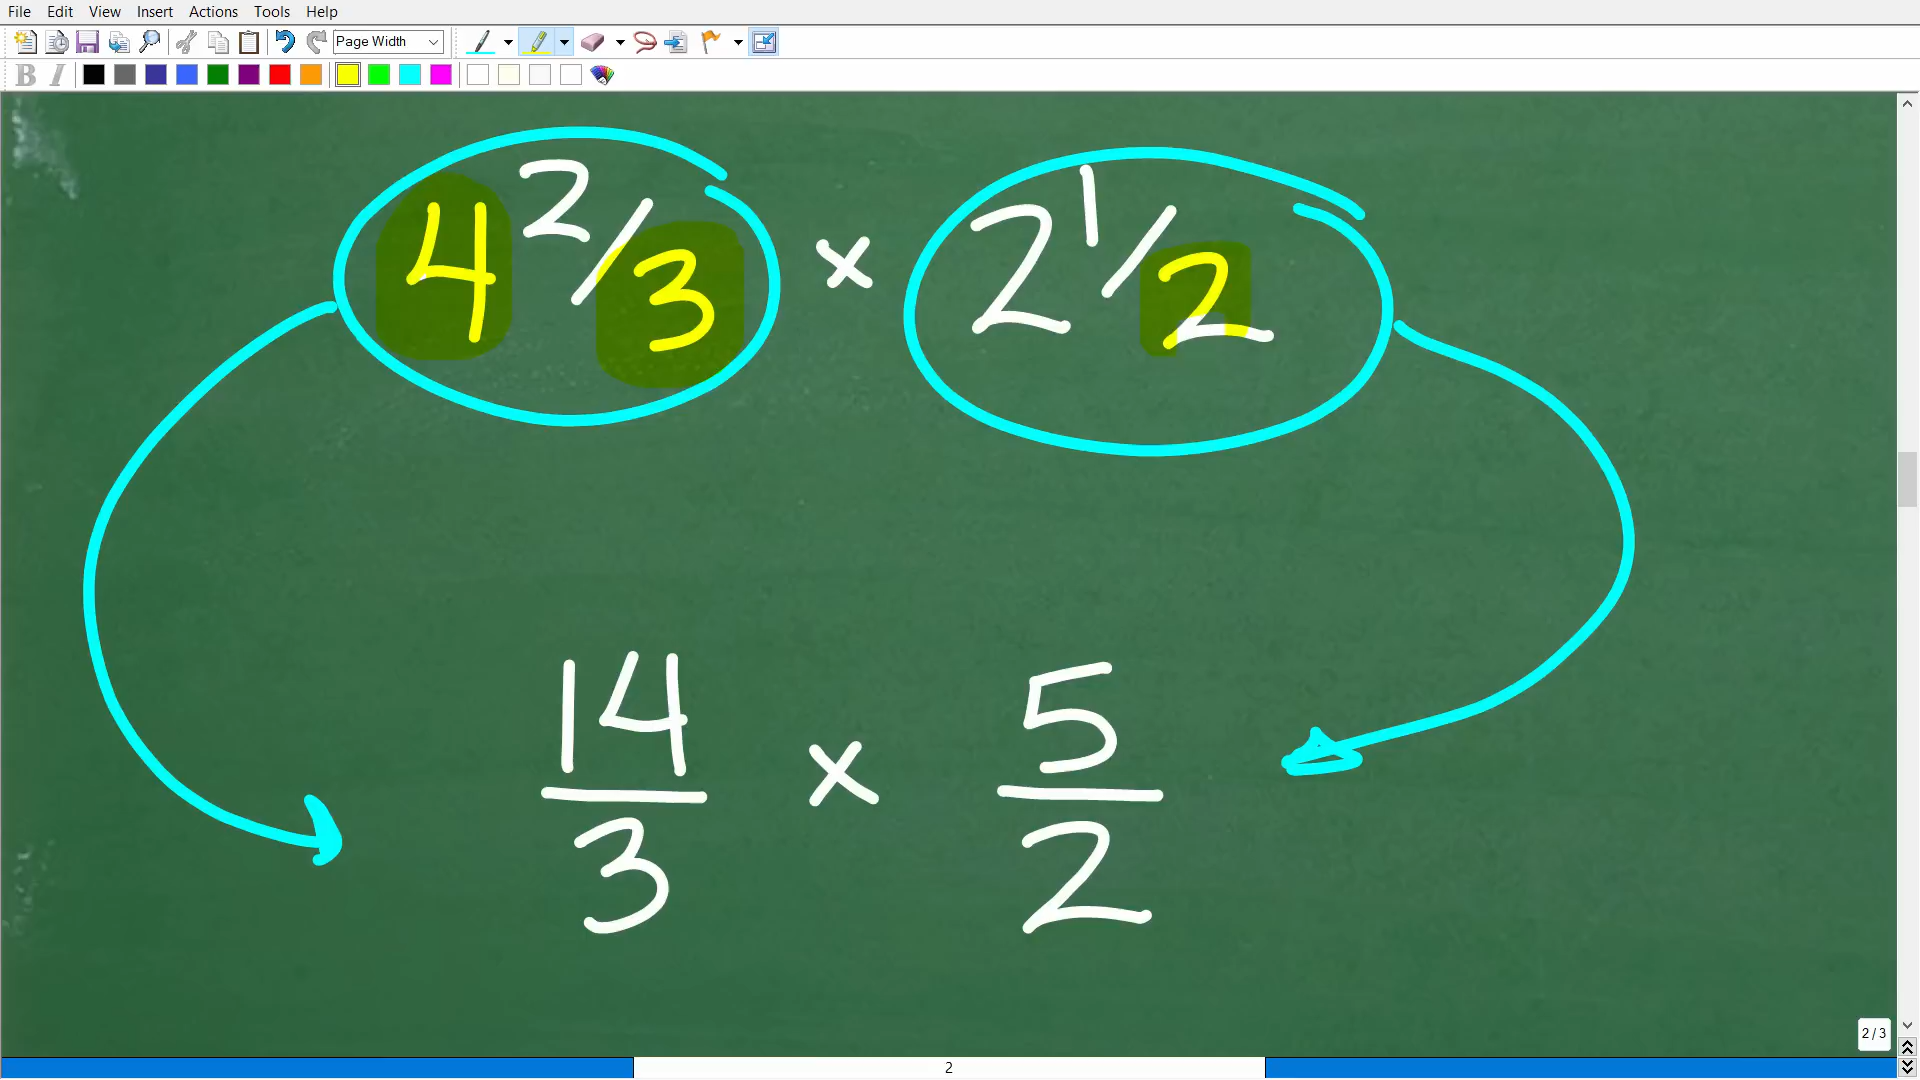 File Edit View Insert Actions Tools Help
Page Width
B I
4 2/3 × 2 1/2
14/3 × 5/2
2 / 3
2